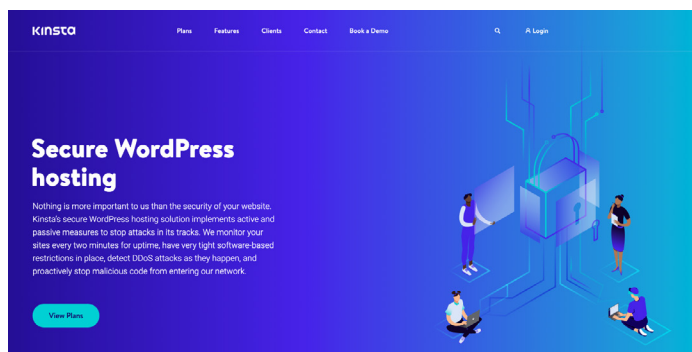 Kinsta
Plans Features Clients Contact Book a Demo Login
Secure WordPress
hosting
Nothing is more important to us than the security of your website.
Kinsta's secure WordPress hosting solution implements active and
passive measures to stop attacks in its tracks. We monitor your
sites every two minutes for uptime, have very tight software-based
restrictions in place, detect DDoS attacks as they happen, and
proactively stop malicious code from entering our network.
View Plans